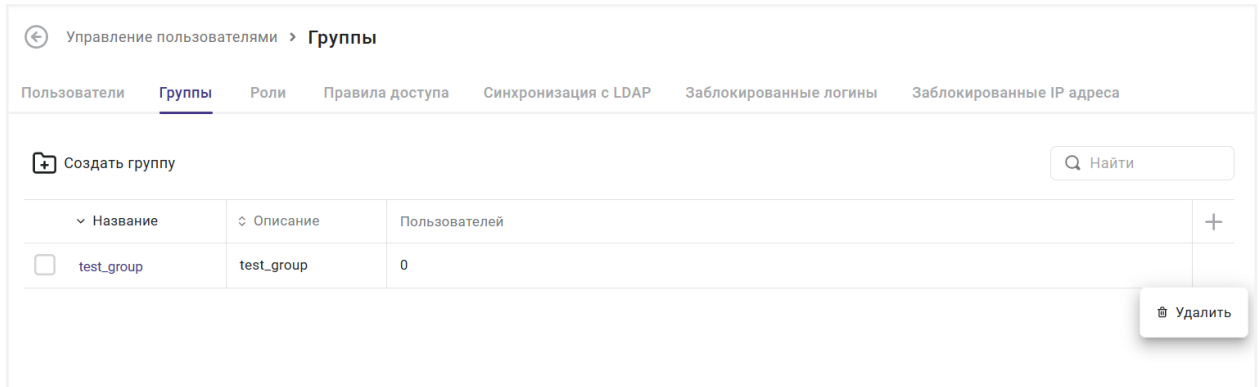 Управление пользователями > Группы
Пользователи Группы Роли Правила доступа Синхронизация с LDAP Заблокированные логины Заблокированные IP адреса
Создать группу Найти
Название Описание Пользователей
test_group test_group 0
Удалить